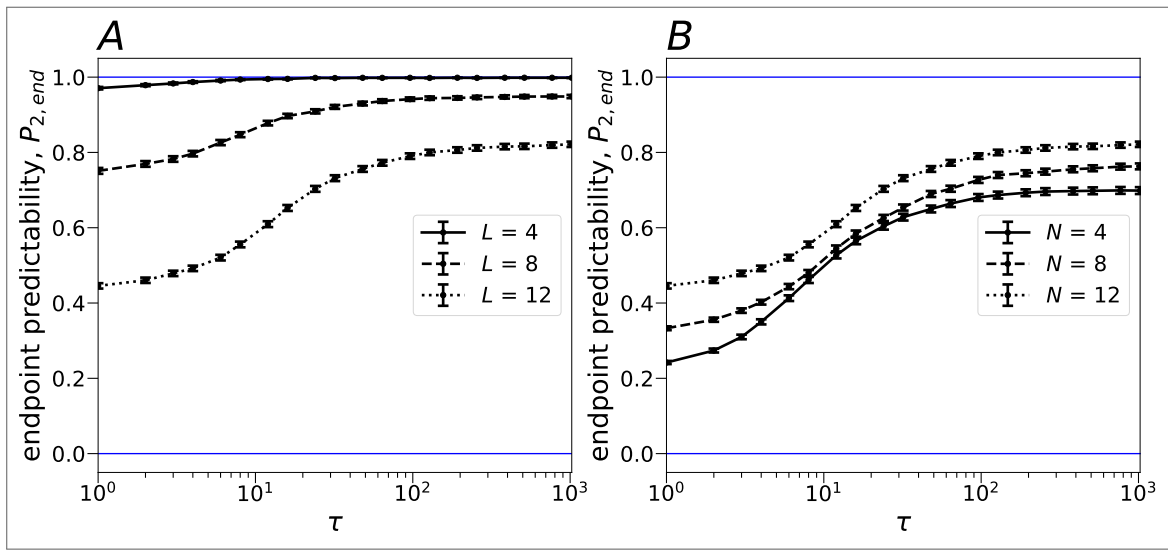 A
endpoint predictability, P2,end
1.0
0.8
0.6
0.4
0.2
0.0
L = 4
L = 8
L = 12
10^0
10^1
10^2
10^3
τ
B
endpoint predictability, P2,end
1.0
0.8
0.6
0.4
0.2
0.0
N = 4
N = 8
N = 12
10^0
10^1
10^2
10^3
τ